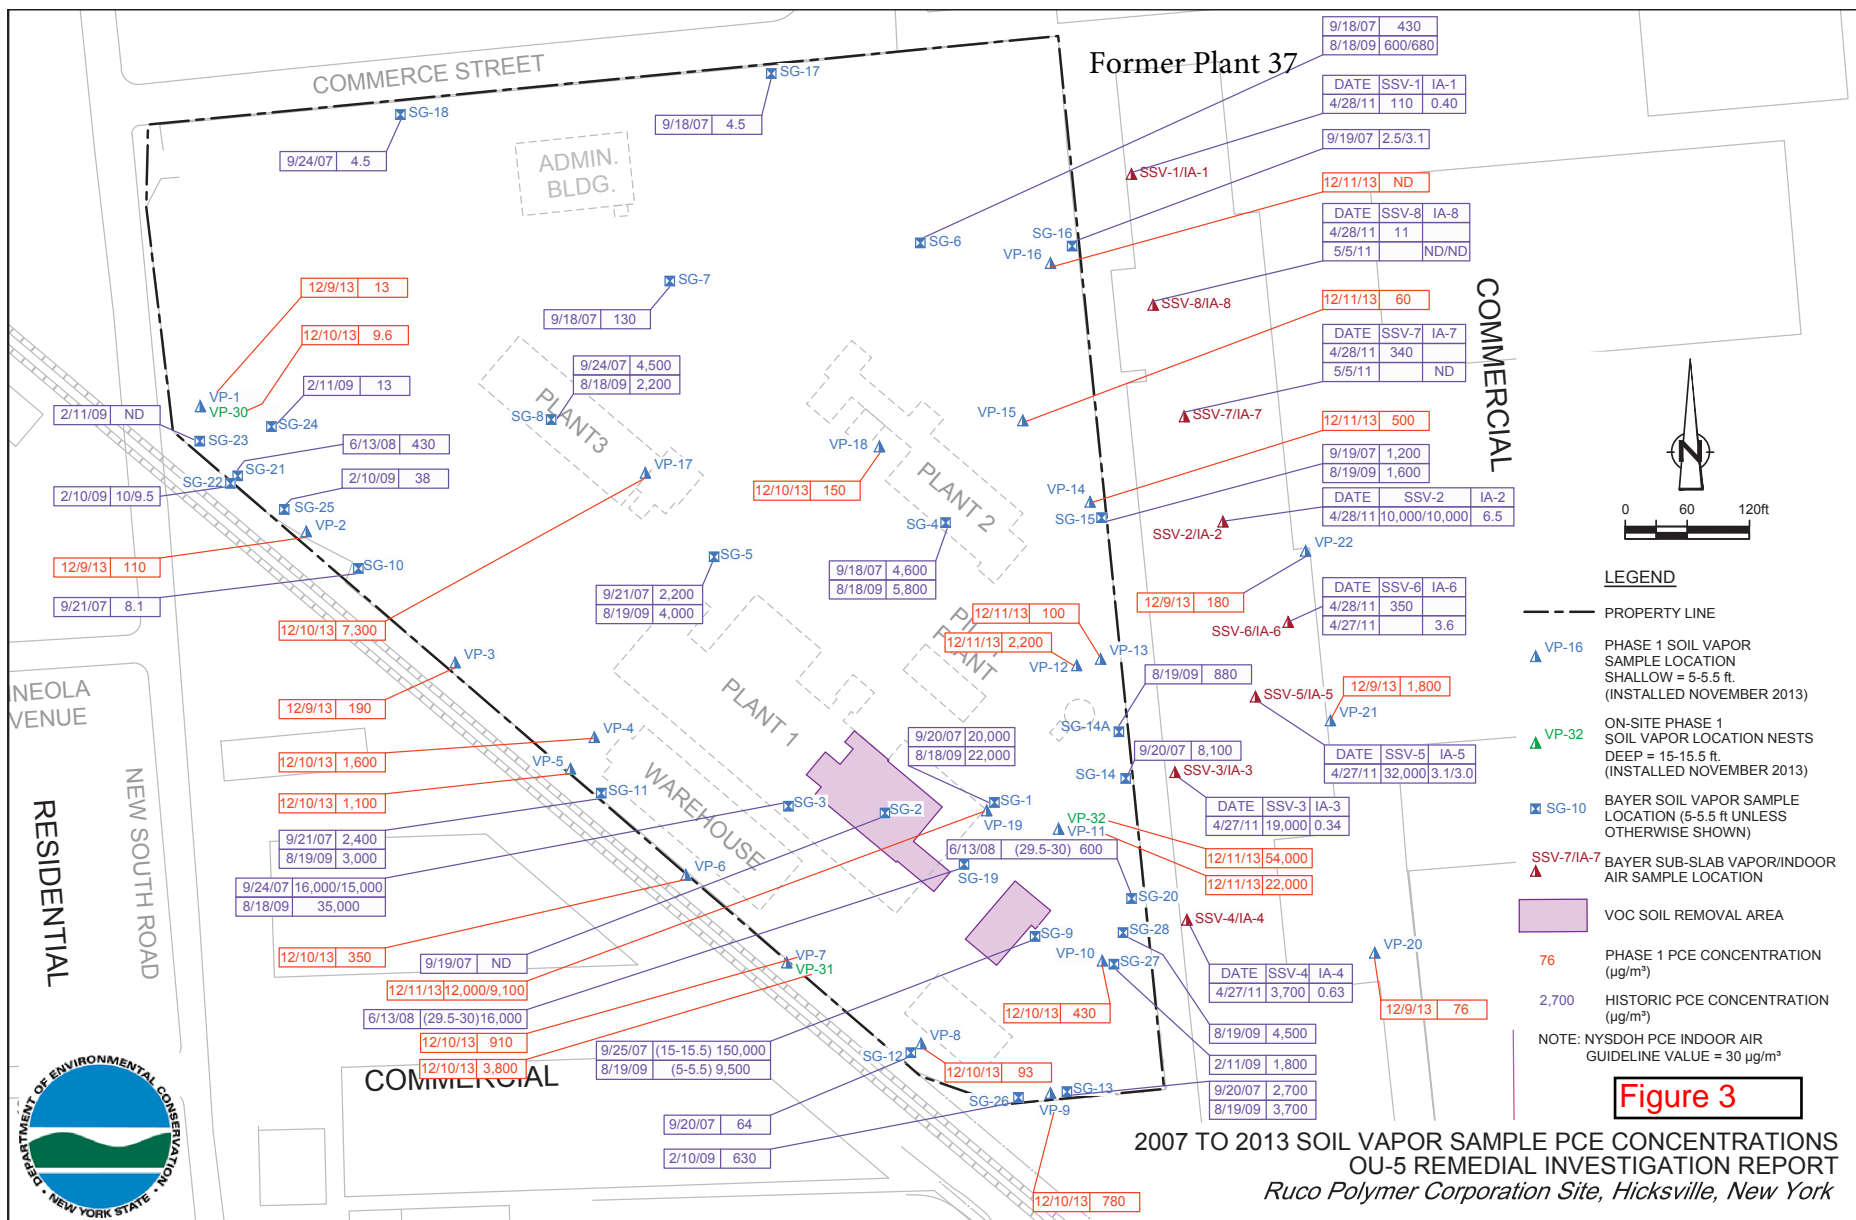 COMMERCE STREET
Former Plant 37
SG-17
SG-18
9/18/07 4.5
9/24/07 4.5
ADMIN.
BLDG.
9/18/07 430
8/18/09 600/680
DATE SSV-1 IA-1
4/28/11 110 0.40
9/19/07 2.5/3.1
SSV-1/IA-1
12/11/13 ND
DATE SSV-8 IA-8
4/28/11 11
5/5/11 ND/ND
SG-6
SG-16
VP-16
SG-7
SSV-8/IA-8
12/9/13 13
12/11/13 60
9/18/07 130
12/10/13 9.6
DATE SSV-7 IA-7
4/28/11 340
5/5/11 ND
COMMERCIAL
9/24/07 4,500
8/18/09 2,200
2/11/09 13
VP-1
VP-30
2/11/09 ND
SG-24
SG-8
PLANT3
VP-15
SSV-7/IA-7
12/11/13 500
SG-23
6/13/08 430
VP-18
9/19/07 1,200
8/19/09 1,600
SG-21
SG-22
VP-17
2/10/09 38
2/10/09 10/9.5
12/10/13 150
PLANT 2
VP-14
SG-15
DATE SSV-2 IA-2
4/28/11 10,000/10,000 6.5
SG-25
VP-2
SG-4
SSV-2/IA-2
N
0 60 120ft
SG-5
VP-22
12/9/13 110
SG-10
9/18/07 4,600
8/18/09 5,800
LEGEND
9/21/07 8.1
9/21/07 2,200
8/19/09 4,000
12/9/13 180
DATE SSV-6 IA-6
4/28/11 350
4/27/11 3.6
PROPERTY LINE
12/10/13 7,300
12/11/13 100
12/11/13 2,200
PLANT
SSV-6/IA-6
VP-16 PHASE 1 SOIL VAPOR
SAMPLE LOCATION
SHALLOW = 5-5.5 ft.
(INSTALLED NOVEMBER 2013)
VP-3
VP-12
VP-13
8/19/09 880
NEOLA
VENUE
12/9/13 190
PLANT 1
SSV-5/IA-5
12/9/13 1,800
VP-21
VP-32 ON-SITE PHASE 1
SOIL VAPOR LOCATION NESTS
DEEP = 15-15.5 ft.
(INSTALLED NOVEMBER 2013)
VP-4
SG-14A
9/20/07 20,000
8/18/09 22,000
9/20/07 8,100
12/10/13 1,600
VP-5
DATE SSV-5 IA-5
4/27/11 32,000 3.1/3.0
SG-14
SSV-3/IA-3
12/10/13 1,100
SG-11
WAREHOUSE
SG-3
SG-2
SG-1
VP-19
SG-10 BAYER SOIL VAPOR SAMPLE
LOCATION (5-5.5 ft UNLESS
OTHERWISE SHOWN)
DATE SSV-3 IA-3
4/27/11 19,000 0.34
VP-32
VP-11
9/21/07 2,400
8/19/09 3,000
6/13/08 (29.5-30) 600
12/11/13 54,000
12/11/13 22,000
SSV-7/IA-7 BAYER SUB-SLAB VAPOR/INDOOR
AIR SAMPLE LOCATION
NEW SOUTH ROAD
RESIDENTIAL
VP-6
SG-19
9/24/07 16,000/15,000
8/18/09 35,000
SG-20
SSV-4/IA-4
VOC SOIL REMOVAL AREA
SG-9
SG-28
12/10/13 350
9/19/07 ND
VP-7
VP-31
VP-10
SG-27
VP-20
76 PHASE 1 PCE CONCENTRATION
(µg/m³)
DATE SSV-4 IA-4
4/27/11 3,700 0.63
12/11/13 12,000/9,100
12/10/13 430
12/9/13 76
2,700 HISTORIC PCE CONCENTRATION
(µg/m³)
6/13/08 (29.5-30) 16,000
8/19/09 4,500
12/10/13 910
VP-8
SG-12
NOTE: NYSDOH PCE INDOOR AIR
GUIDELINE VALUE = 30 µg/m³
9/25/07 (15-15.5) 150,000
8/19/09 (5-5.5) 9,500
12/10/13 3,800
COMMERCIAL
12/10/13 93
2/11/09 1,800
SG-26
VP-9
SG-13
9/20/07 2,700
8/19/09 3,700
Figure 3
9/20/07 64
2/10/09 630
12/10/13 780
DEPARTMENT OF ENVIRONMENTAL CONSERVATION
NEW YORK STATE
2007 TO 2013 SOIL VAPOR SAMPLE PCE CONCENTRATIONS
OU-5 REMEDIAL INVESTIGATION REPORT
Ruco Polymer Corporation Site, Hicksville, New York